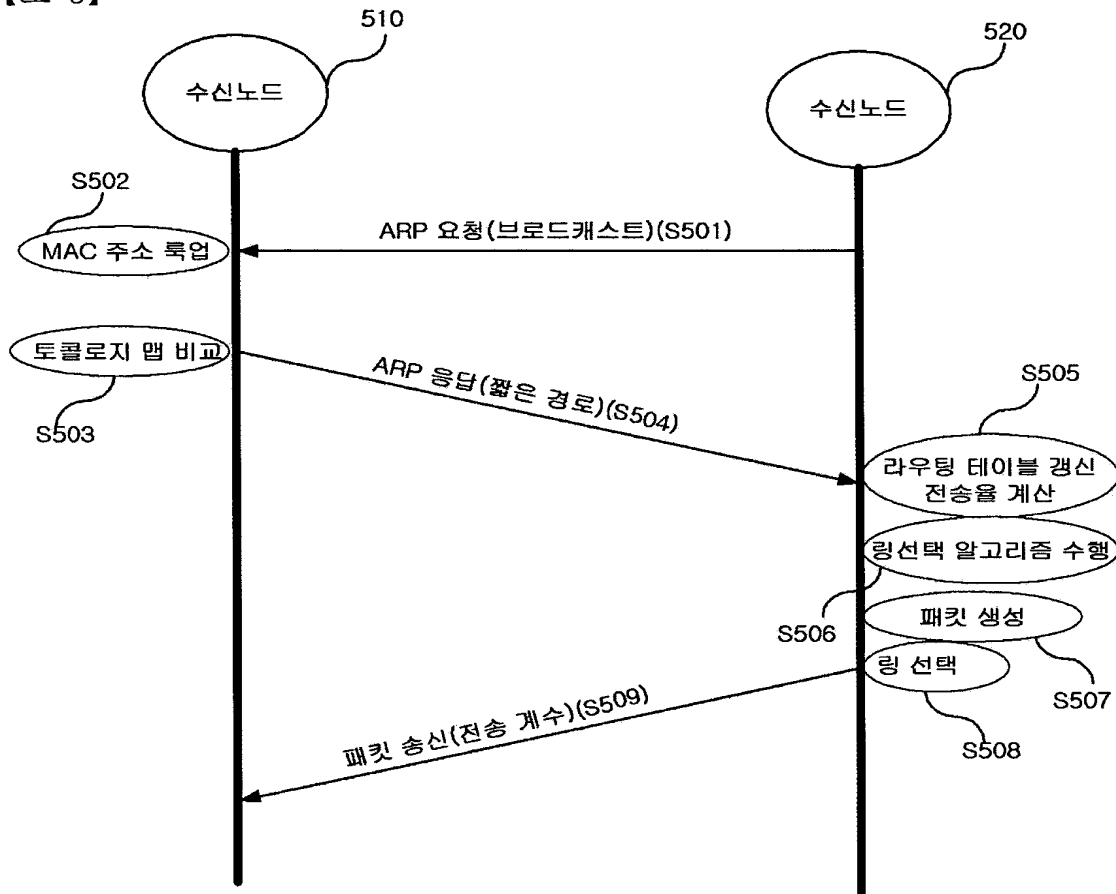 510
520
수신노드
수신노드
S502
ARP 요청(브로드캐스트)(S501)
MAC 주소 룩업
토콜로지 맵 비교
S503
ARP 응답(짧은 경로)(S504)
S505
라우팅 테이블 갱신
전송율 계산
링선택 알고리즘 수행
S506
패킷 생성
S507
링 선택
S508
패킷 송신(전송 계수)(S509)